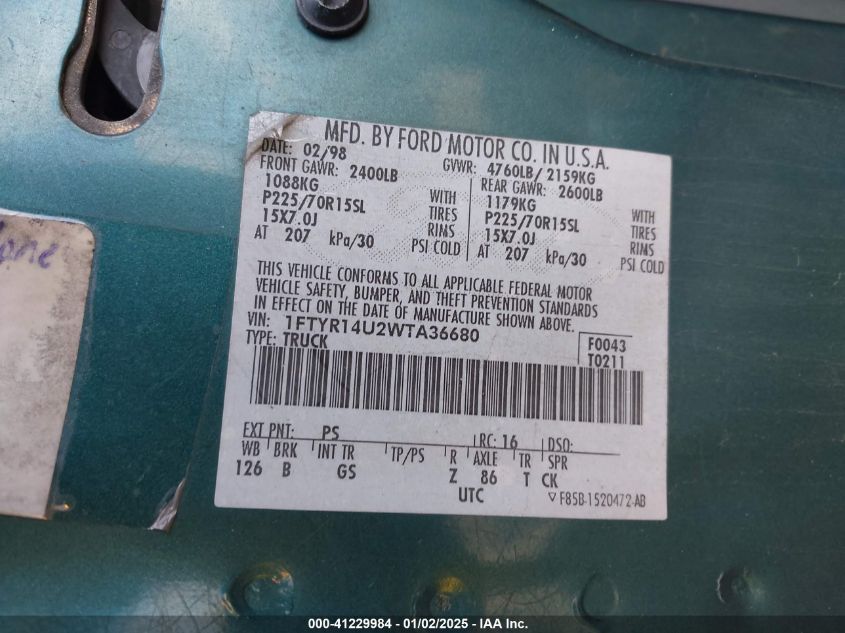 one
MFD. BY FORD MOTOR CO. IN U.S.A.
DATE: 02/98 GVWR: 4760LB/2159KG
FRONT GAWR: 2400LB REAR GAWR: 2600LB
1088KG WITH 1179KG WITH
P225/70R15SL TIRES P225/70R15SL TIRES
15X7.0J RIMS 15X7.0J RIMS
AT 207 kPa/30 PSI COLD AT 207 kPa/30 PSI COLD
THIS VEHICLE CONFORMS TO ALL APPLICABLE FEDERAL MOTOR
VEHICLE SAFETY, BUMPER, AND THEFT PREVENTION STANDARDS
IN EFFECT ON THE DATE OF MANUFACTURE SHOWN ABOVE.
VIN: 1FTYR14U2WTA36680
TYPE: TRUCK F0043
T0211
EXT PNT: PS RC: 16 DSO:
WB BRK INT TR TP/PS R AXLE TR SPR
126 B GS Z 86 T CK
UTC F85B-1520472-AB
000-41229984 - 01/02/2025 - IAA Inc.